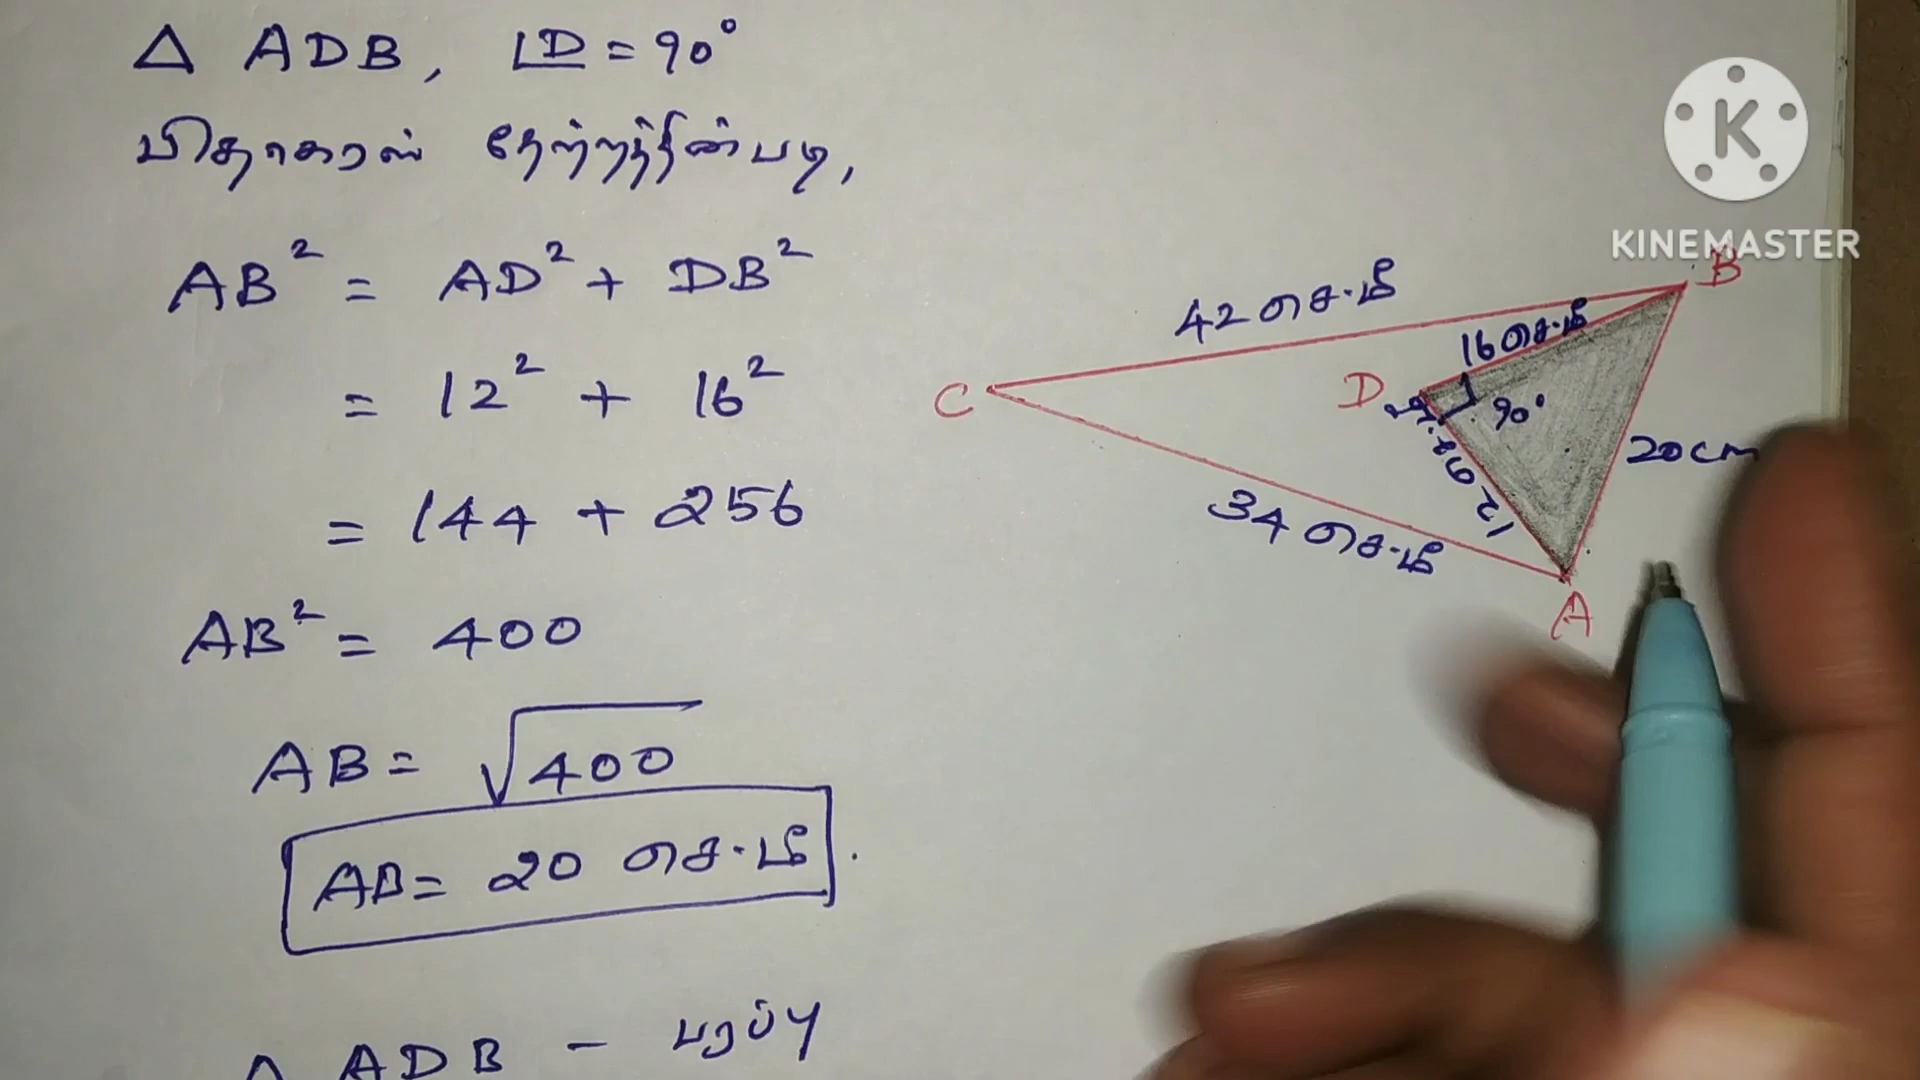 △ ADB, ∠D = 90°
பிதாகரஸ் தேற்றத்தின்படி,
AB² = AD² + DB²
= 12² + 16²
= 144 + 256
AB² = 400
AB = √400
AB = 20 செ.மீ.
△ ADB – பரப்பு
K
KINEMASTER
B
42 செ.மீ
16 செ.மீ
D
90°
C
12 செ.மீ
20cm
34 செ.மீ
A